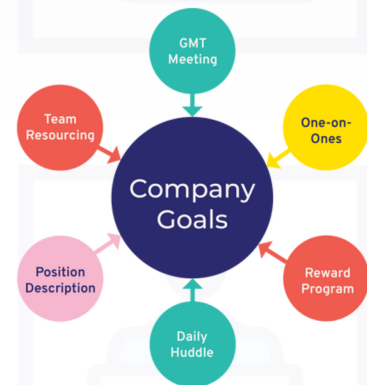 GMT
Meeting
Team
Resourcing
One-on-
Ones
Company
Goals
Position
Description
Reward
Program
Daily
Huddle